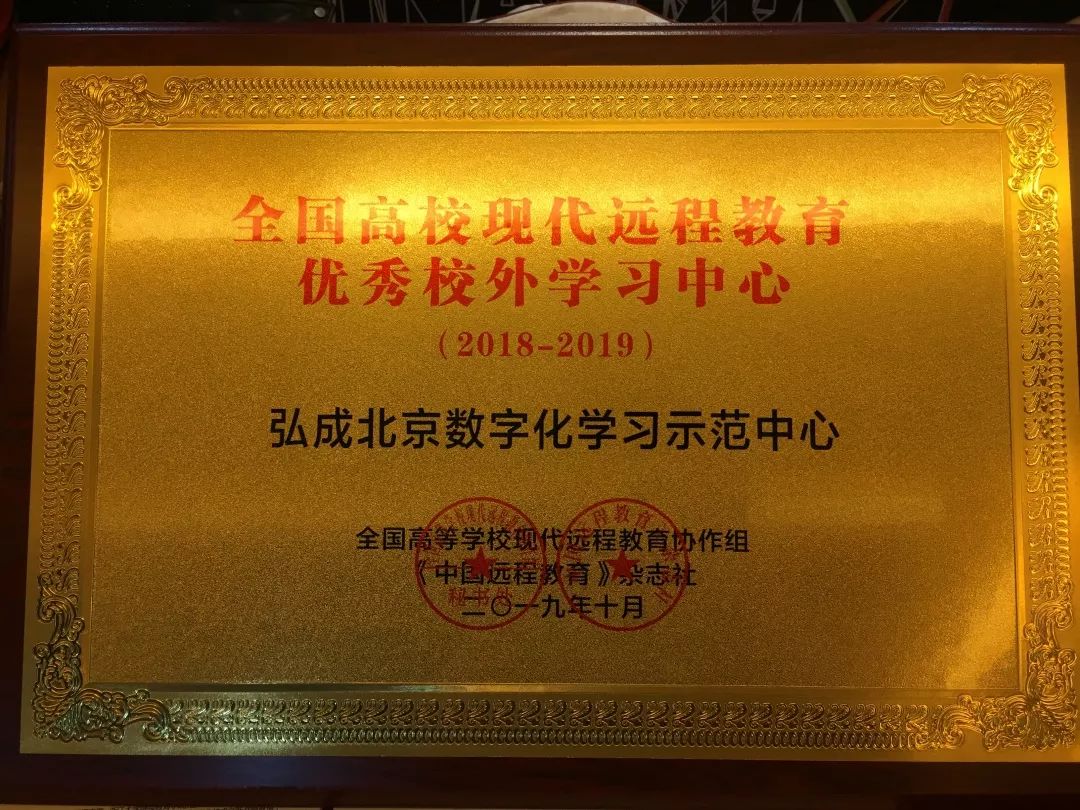 全国高校现代远程教育
优秀校外学习中心
（2018-2019）
弘成北京数字化学习示范中心
全国高等学校现代远程教育协作组
《中国远程教育》杂志社
二〇一九年十月
秘书处